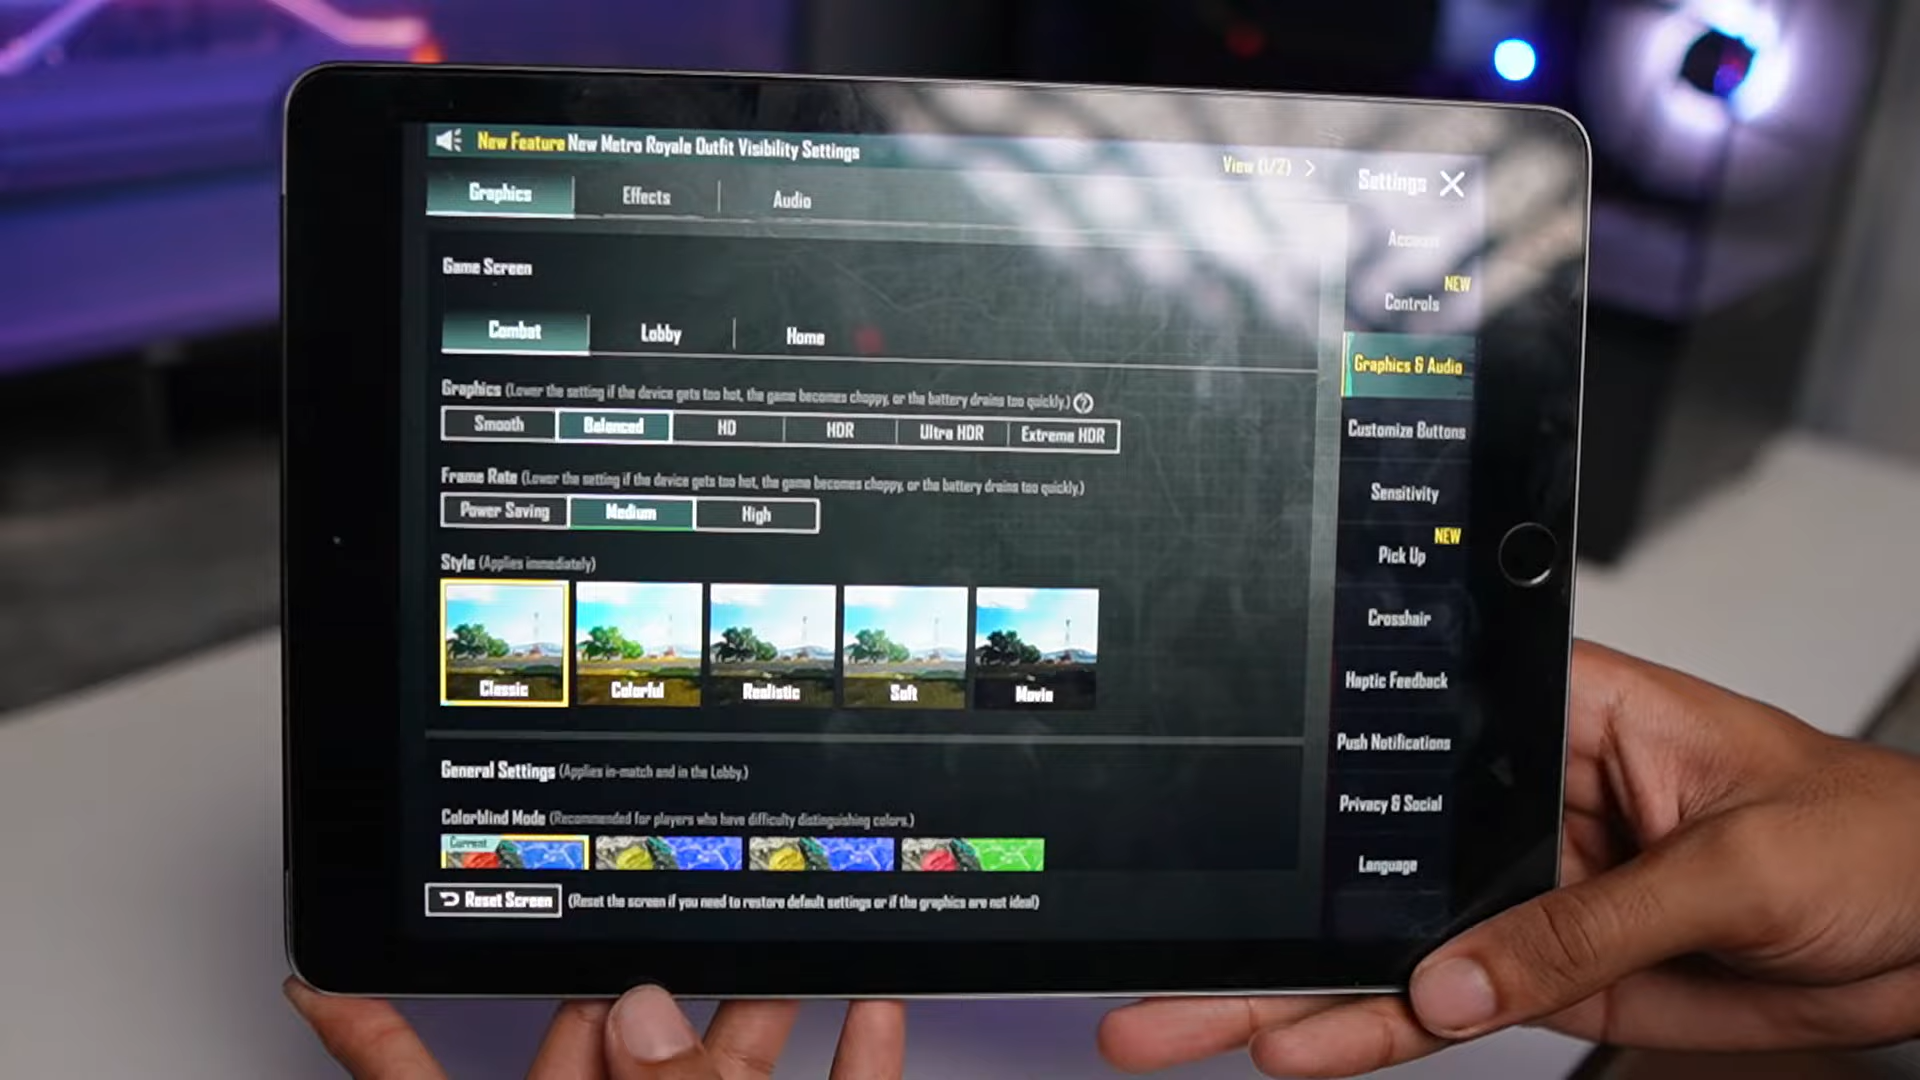 New Feature New Metro Royale Outfit Visibility Settings
View (1/2) >
Settings
Graphics
Effects
Audio
Account
Game Screen
NEW
Controls
Combat
Lobby
Home
Graphics & Audio
Graphics (Lower the setting if the device gets too hot, the game becomes choppy, or the battery drains too quickly.) ?
Smooth
Balanced
HD
HDR
Ultra HDR
Extreme HDR
Customize Buttons
Frame Rate (Lower the setting if the device gets too hot, the game becomes choppy, or the battery drains too quickly.)
Power Saving
Medium
High
Sensitivity
NEW
Pick Up
Style (Applies immediately)
Classic
Colorful
Realistic
Soft
Movie
Crosshair
Haptic Feedback
Push Notifications
General Settings (Applies in-match and in the Lobby.)
Colorblind Mode (Recommended for players who have difficulty distinguishing colors.)
Current
Privacy & Social
Language
Reset Screen (Reset the screen if you need to restore default settings or if the graphics are not ideal)